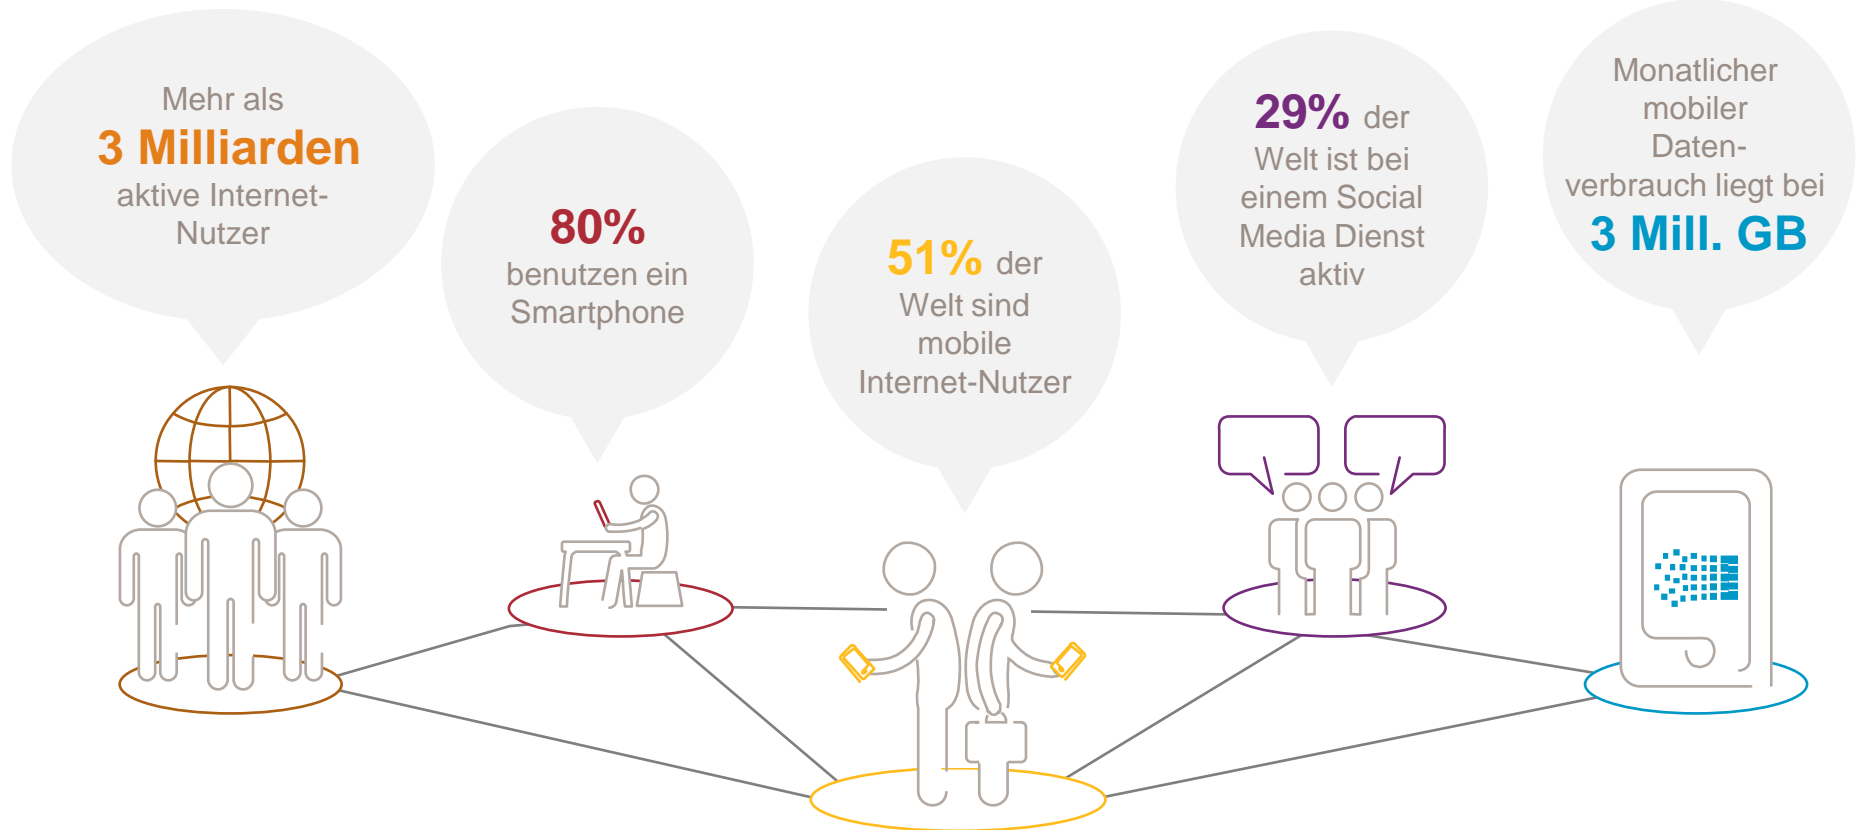 Mehr als
3 Milliarden
aktive Internet-
Nutzer
80%
benutzen ein
Smartphone
51% der
Welt sind
mobile
Internet-Nutzer
29% der
Welt ist bei
einem Social
Media Dienst
aktiv
Monatlicher
mobiler
Daten-
verbrauch liegt bei
3 Mill. GB